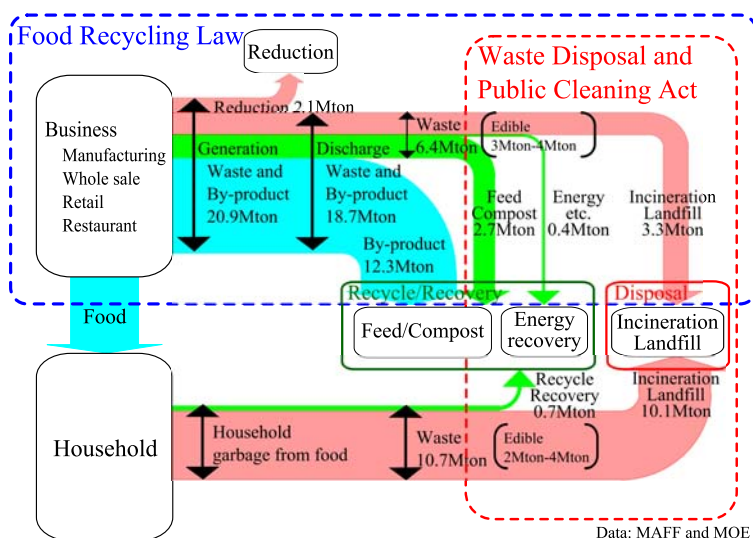 Food Recycling Law
Reduction
Waste Disposal and
Public Cleaning Act
Business
Manufacturing
Whole sale
Retail
Restaurant
Reduction 2.1Mton
Generation
Waste and
By-product
20.9Mton
Discharge
Waste and
By-product
18.7Mton
Waste
6.4Mton
Edible
3Mton-4Mton
Feed
Compost
2.7Mton
Energy
etc.
0.4Mton
Incineration
Landfill
3.3Mton
By-product
12.3Mton
Recycle/Recovery
Disposal
Food
Feed/Compost
Energy
recovery
Incineration
Landfill
Recycle
Recovery
0.7Mton
Incineration
Landfill
10.1Mton
Household
Household
garbage from food
Waste
10.7Mton
Edible
2Mton-4Mton
Data: MAFF and MOE